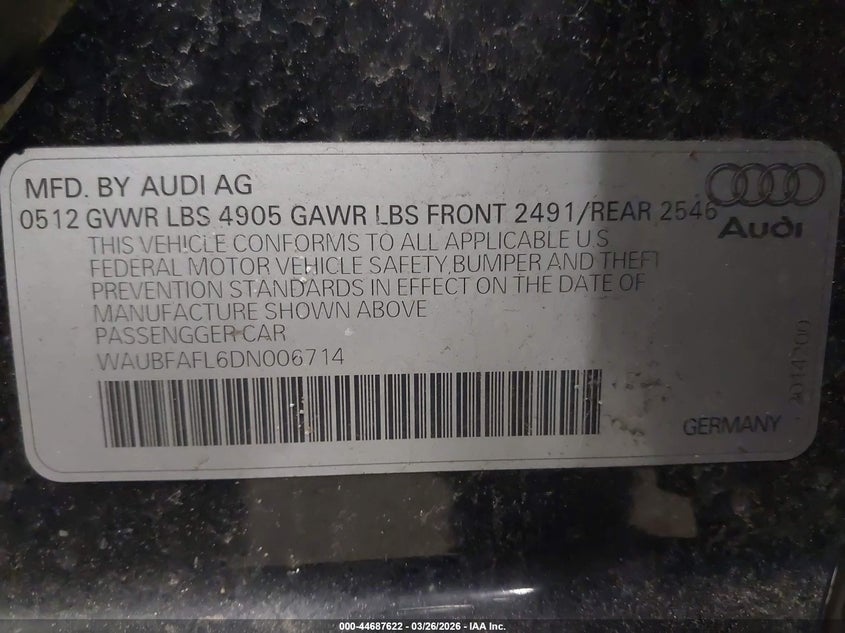 MFD. BY AUDI AG
0512 GVWR LBS 4905 GAWR LBS FRONT 2491/REAR 2546
Audi
THIS VEHICLE CONFORMS TO ALL APPLICABLE U.S
FEDERAL MOTOR VEHICLE SAFETY,BUMPER AND THEFT
PREVENTION STANDARDS IN EFFECT ON THE DATE OF
MANUFACTURE SHOWN ABOVE
PASSENGGER CAR
WAUBFAFL6DN006714
GERMANY
000-44687622 - 03/26/2026 - IAA Inc.